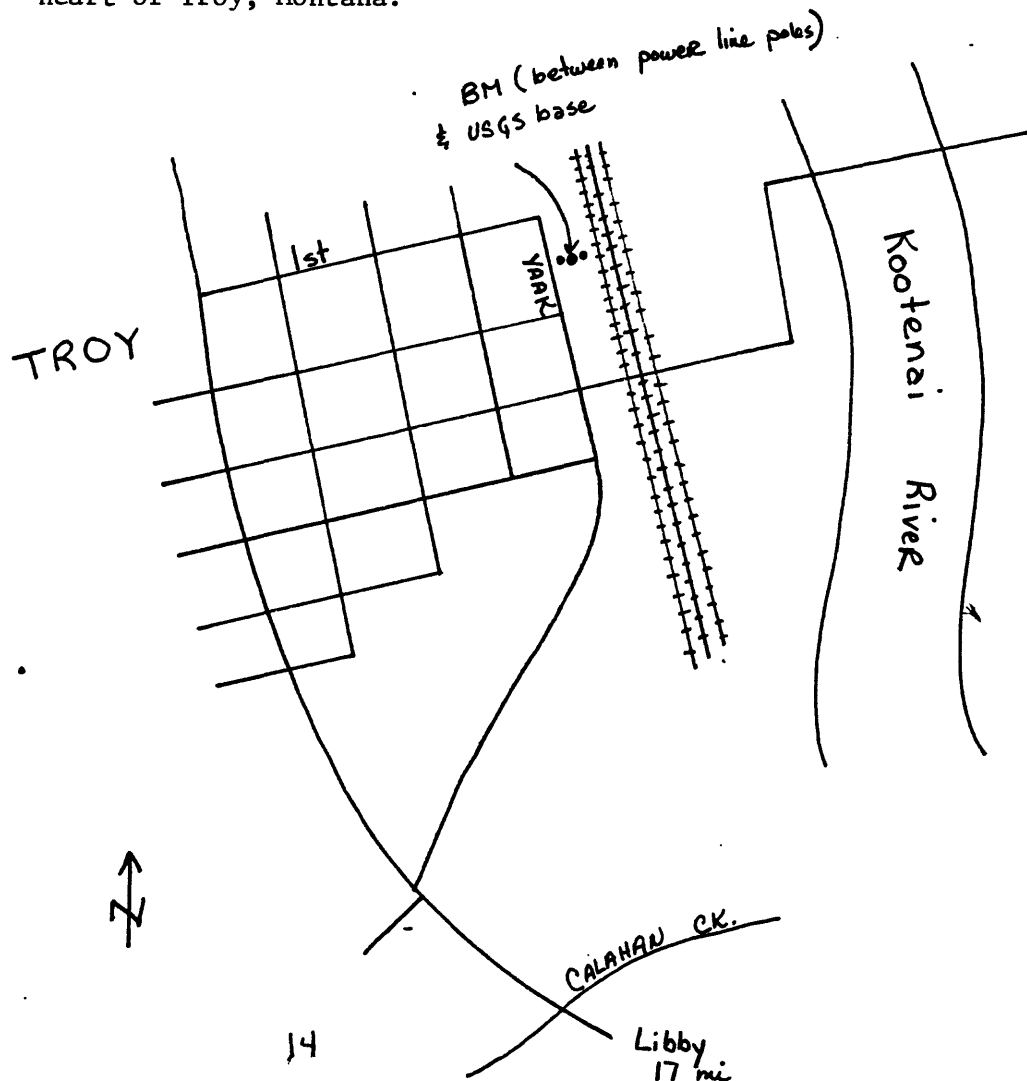 heart of Troy, Montana.
BM (between power line poles)
& USGS base
1st
YAAK
TROY
Kootenai
River
N
CALAHAN CK.
14
Libby
17 mi